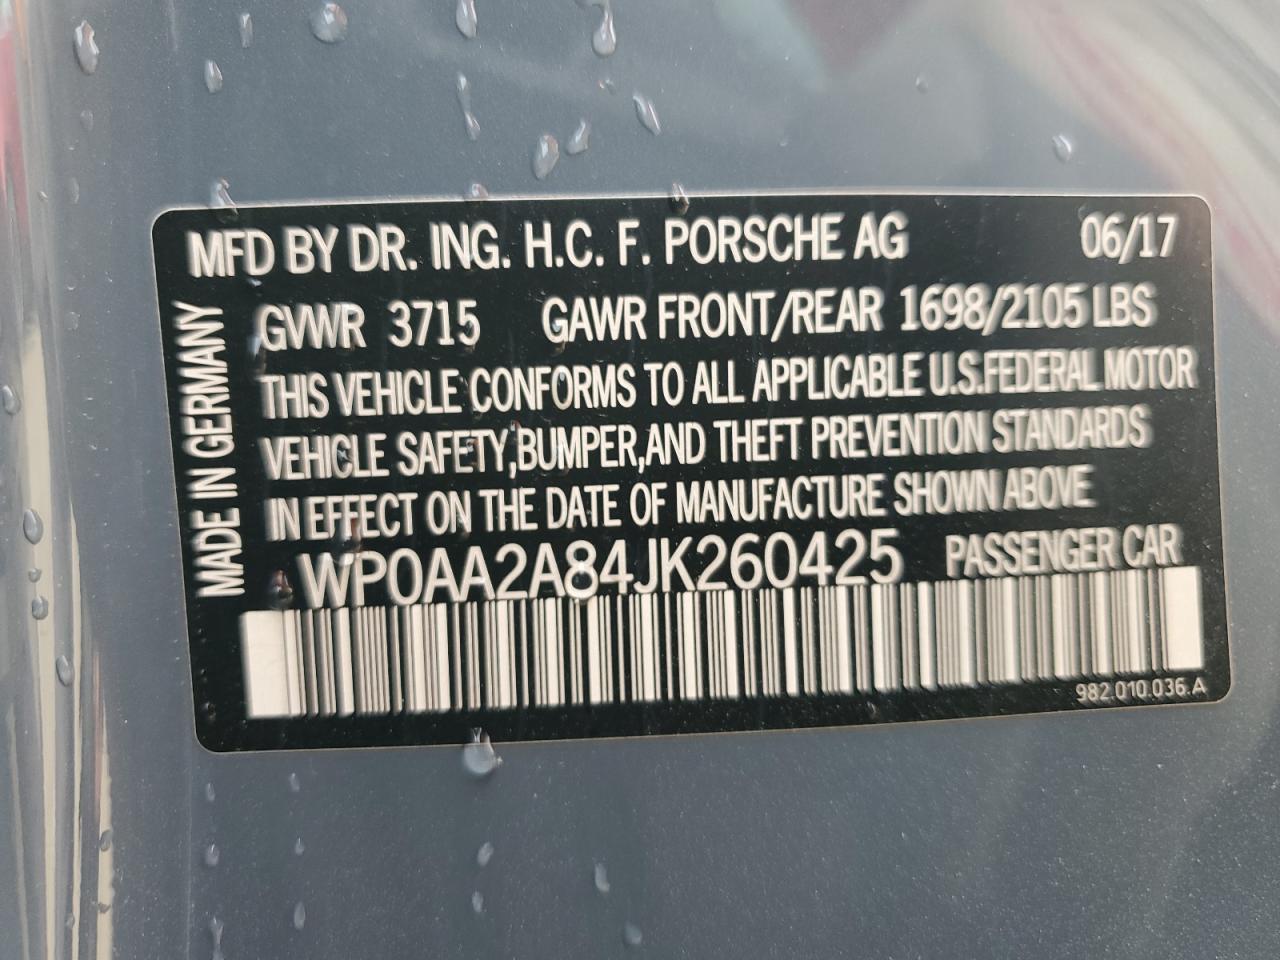 MFD BY DR. ING. H.C. F. PORSCHE AG 06/17
GVWR 3715 GAWR FRONT/REAR 1698/2105 LBS
THIS VEHICLE CONFORMS TO ALL APPLICABLE U.S.FEDERAL MOTOR
VEHICLE SAFETY,BUMPER,AND THEFT PREVENTION STANDARDS
IN EFFECT ON THE DATE OF MANUFACTURE SHOWN ABOVE
WP0AA2A84JK260425 PASSENGER CAR
982.010.036.A
MADE IN GERMANY